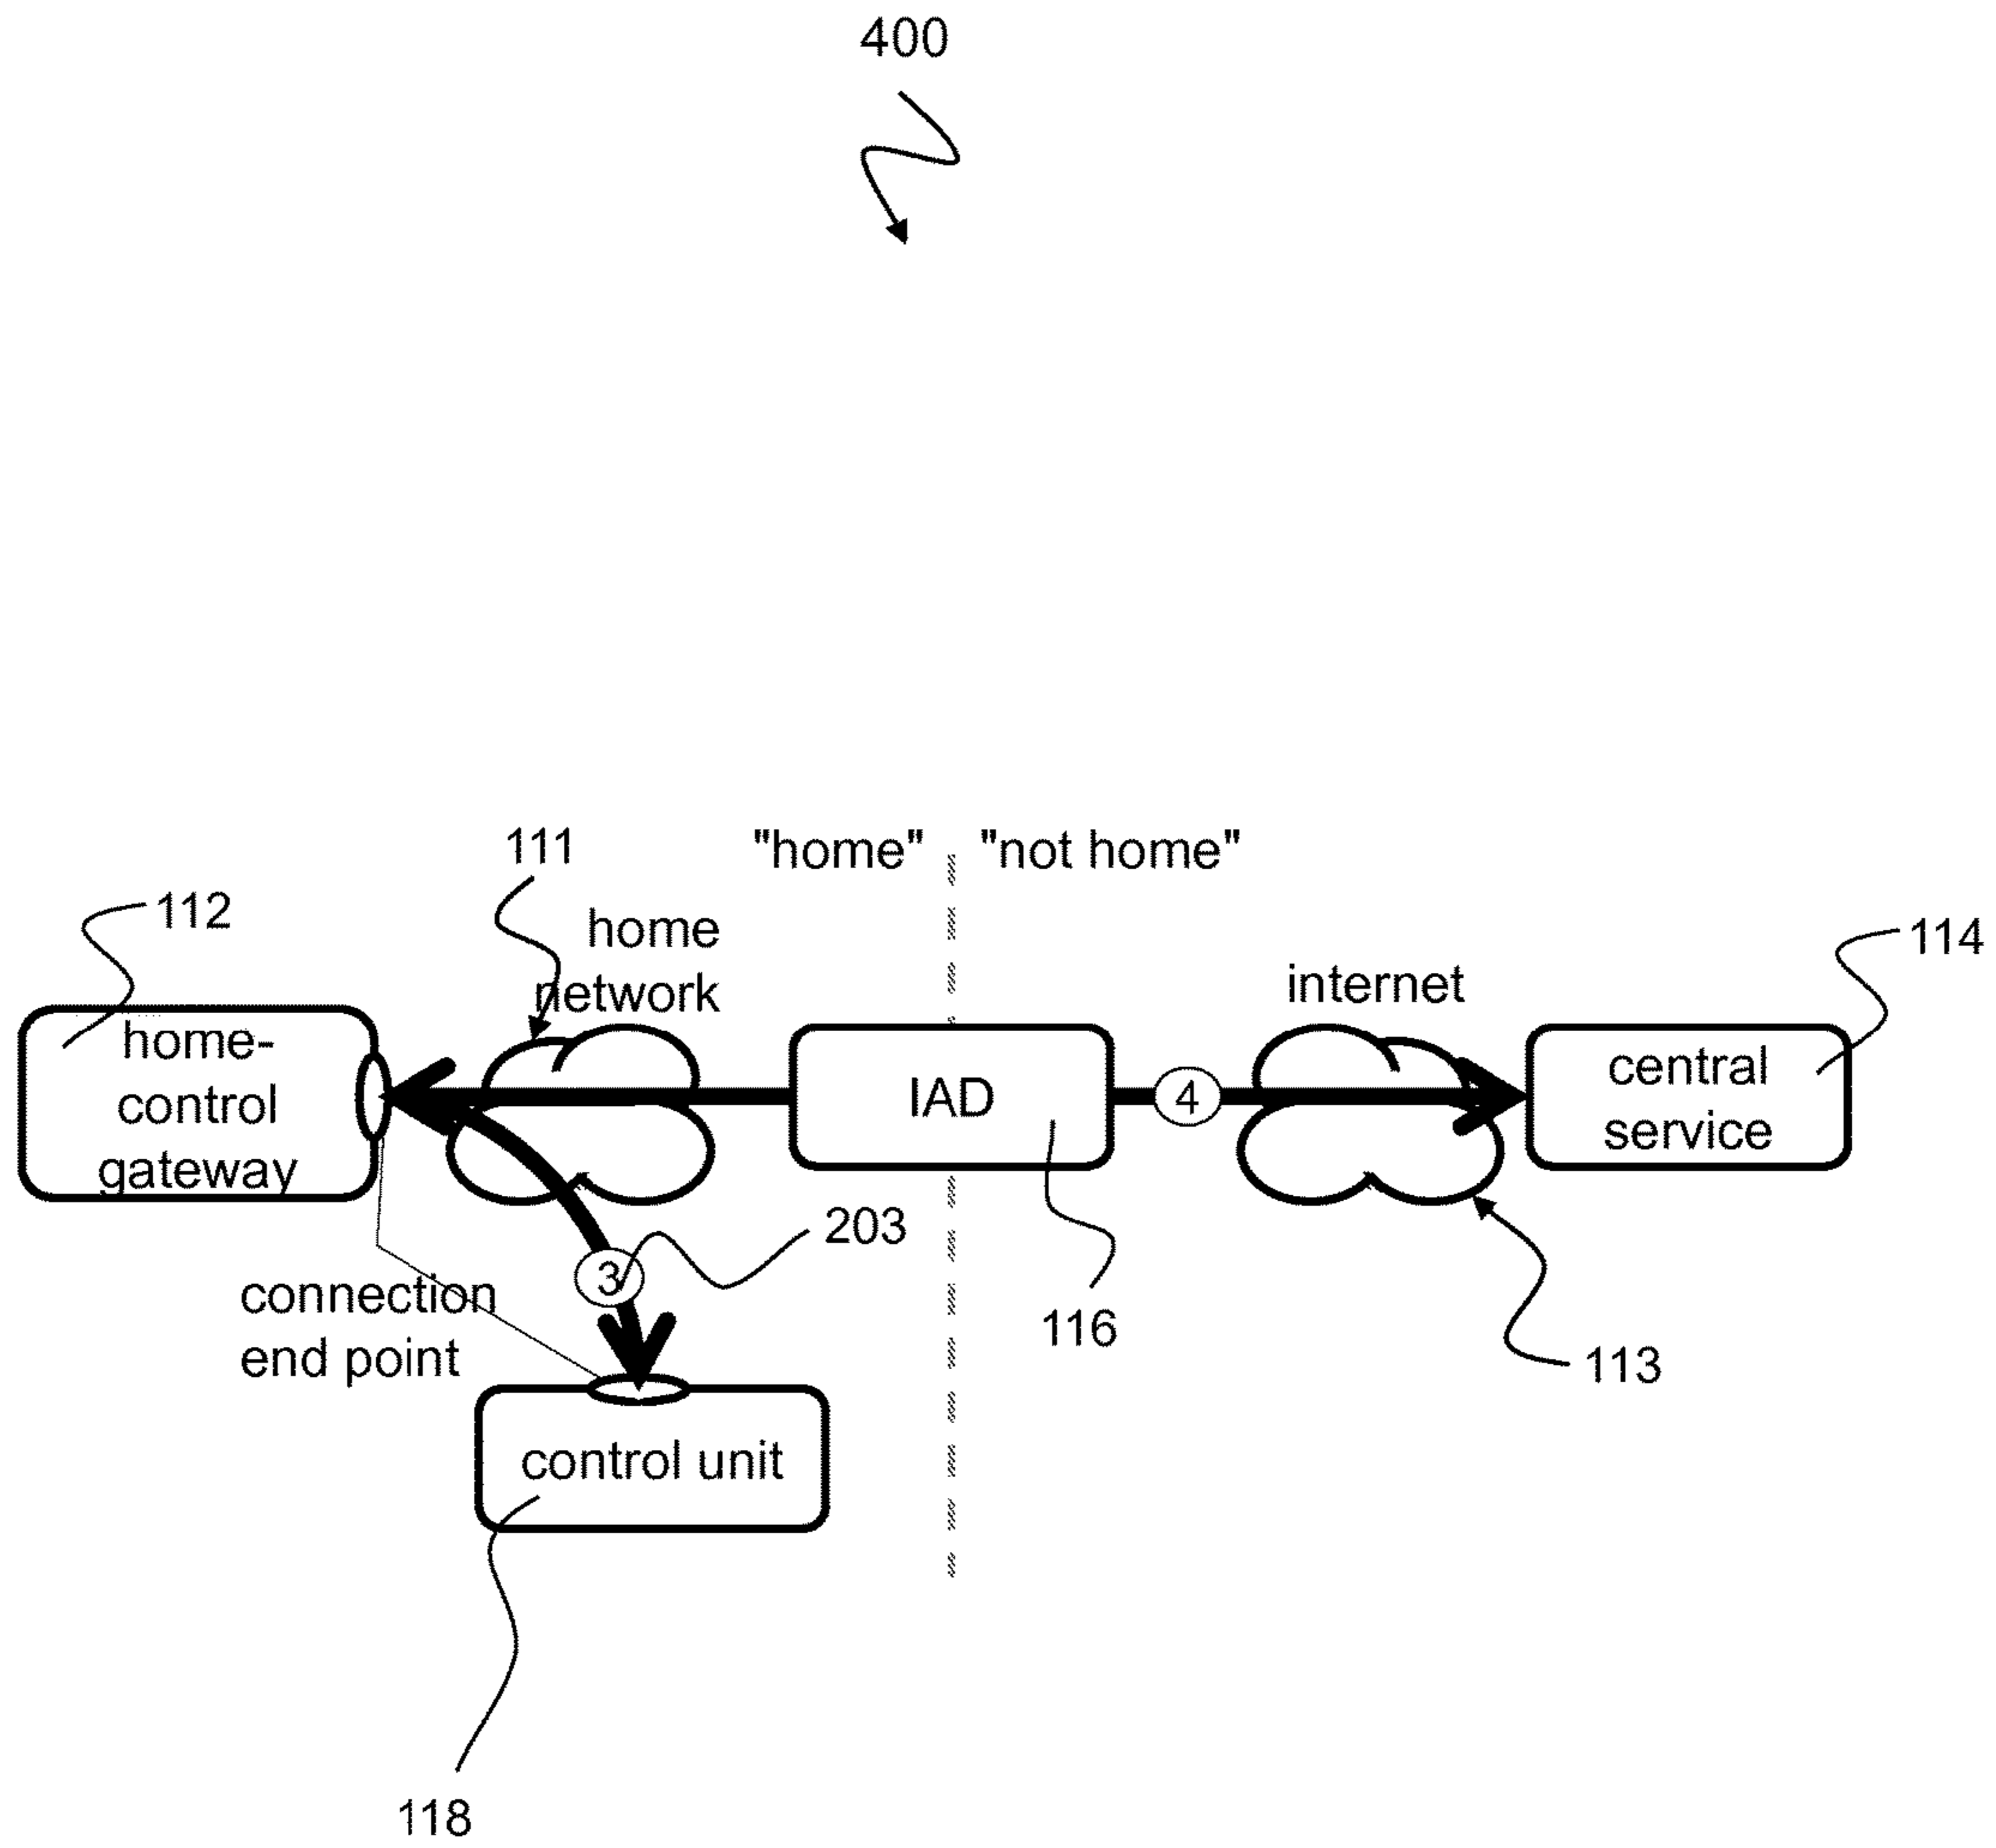 400
"home" "not home"
111
112
home
network
114
internet
home-
control
gateway
IAD
4
central
service
203
3
connection
end point
116
113
control unit
118